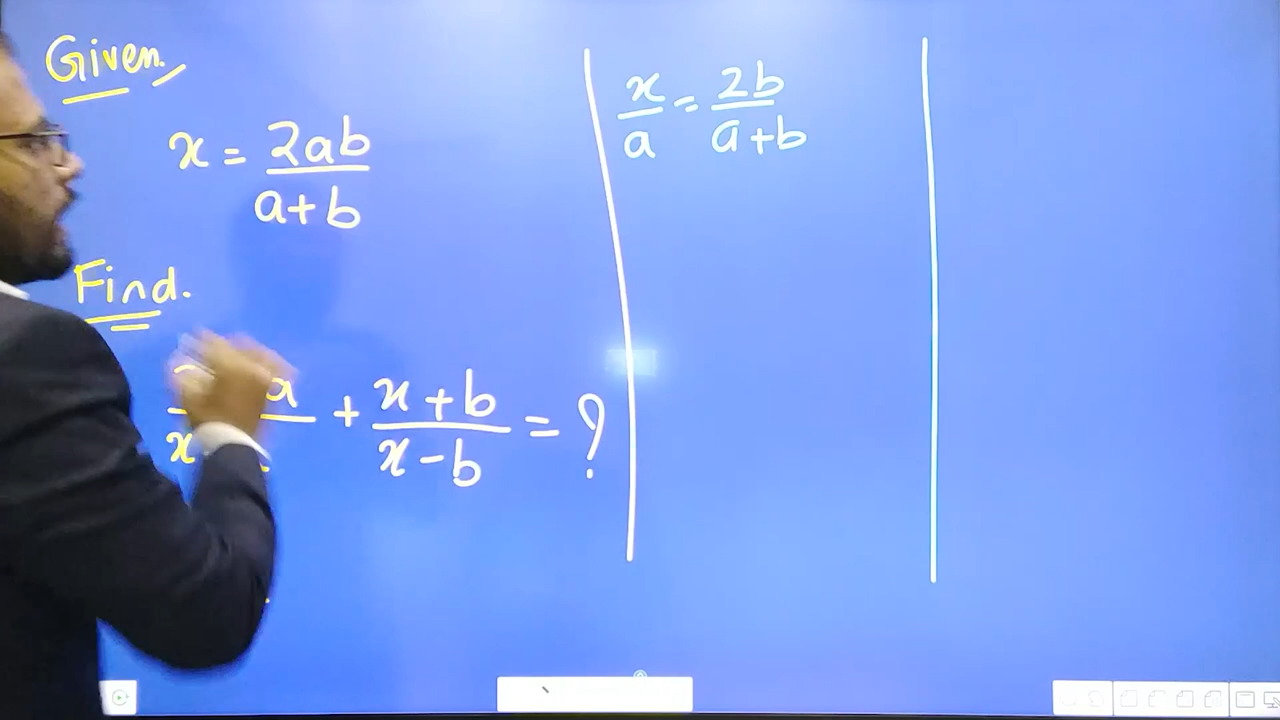 Given.
x = 2ab
a+b
Find.
a + x+b = ?
x x-b
x = 2b
a a+b